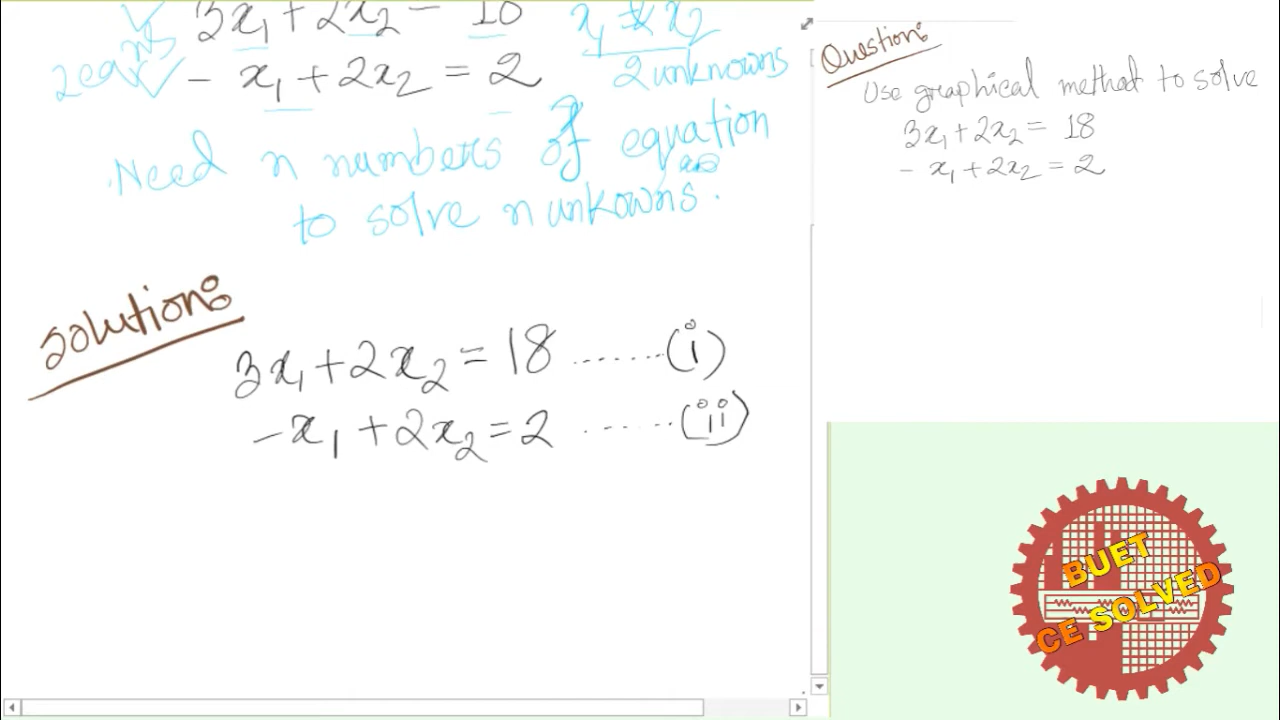 3x₁ + 2x₂ = 18
x₁ & x₂
2 eqns
- x₁ + 2x₂ = 2
2 unknowns
Need n numbers of equation
to solve n unkowns.
Solution:
3x₁ + 2x₂ = 18 ......(i)
-x₁ + 2x₂ = 2 ......(ii)
Question:
Use graphical method to solve
3x₁ + 2x₂ = 18
- x₁ + 2x₂ = 2
BUET
CE SOLVED